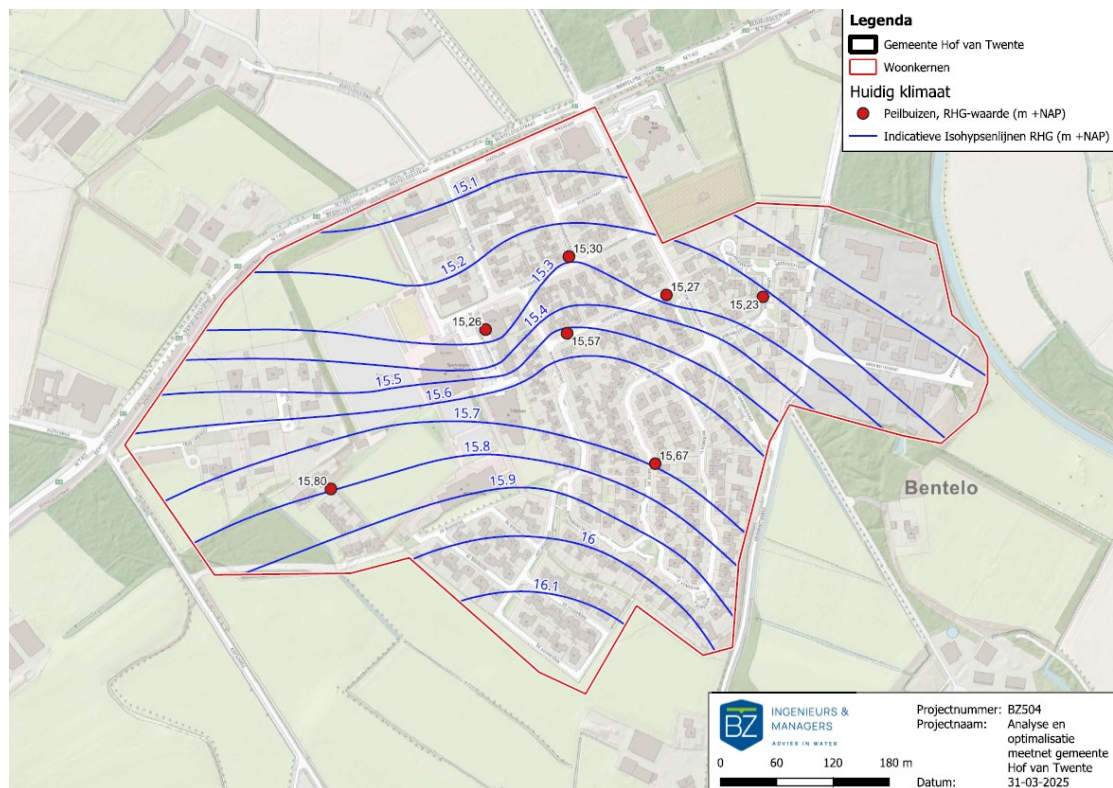 Legenda
Gemeente Hof van Twente
Woonkernen
Huidig klimaat
Peilbuizen, RHG-waarde (m +NAP)
Indicatieve Isohypsenlijnen RHG (m +NAP)
N740
15.1
15.2
15,30
15.3
15,27
15,23
15,26
15.4
15,57
15.5
15.6
15.7
15.8
15,67
15,80
15.9
Bentelo
16
16.1
BZ
INGENIEURS &
MANAGERS
ADVIES IN WATER
0 60 120 180 m
Projectnummer: BZ504
Projectnaam: Analyse en
optimalisatie
meetnet gemeente
Hof van Twente
Datum: 31-03-2025